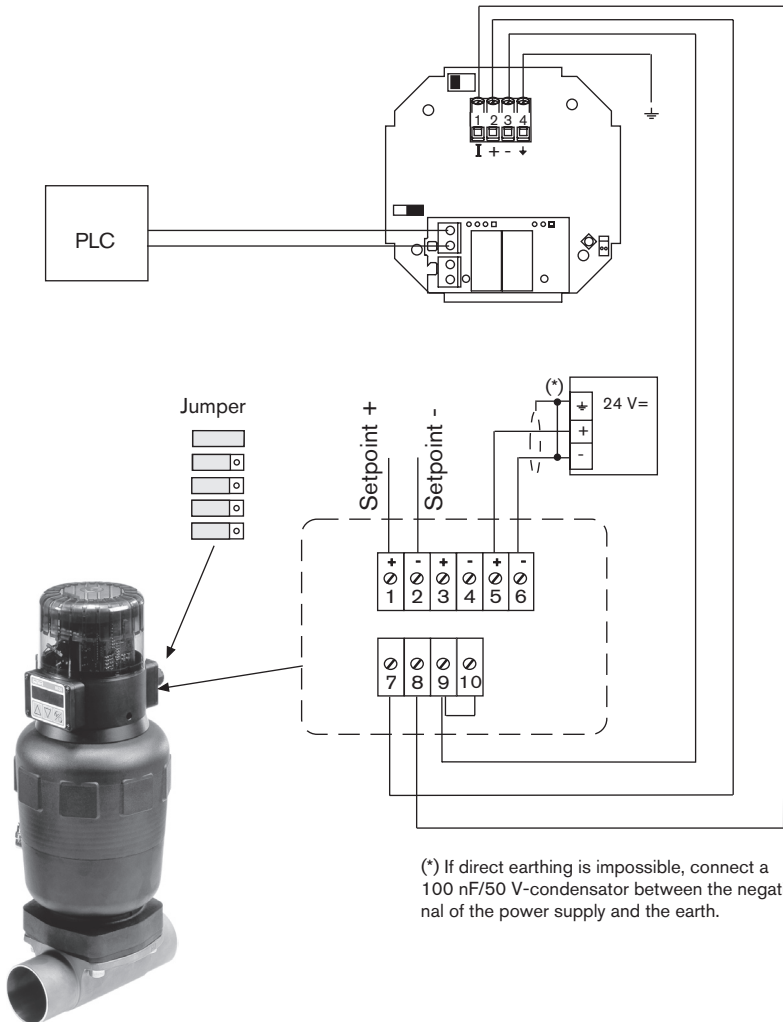 1 2 3 4
I + - ⏚
PLC
(*)
24 V=
⏚
+
-
Jumper
Setpoint +
Setpoint -
+ - + - + -
1 2 3 4 5 6
7 8 9 10
(*) If direct earthing is impossible, connect a
100 nF/50 V-condensator between the negat
nal of the power supply and the earth.